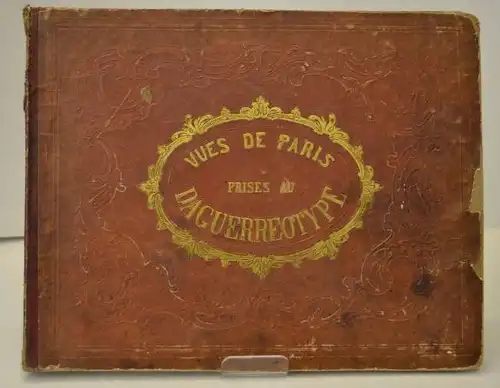 VUES DE PARIS
PRISES AU
DAGUERREOTYPE